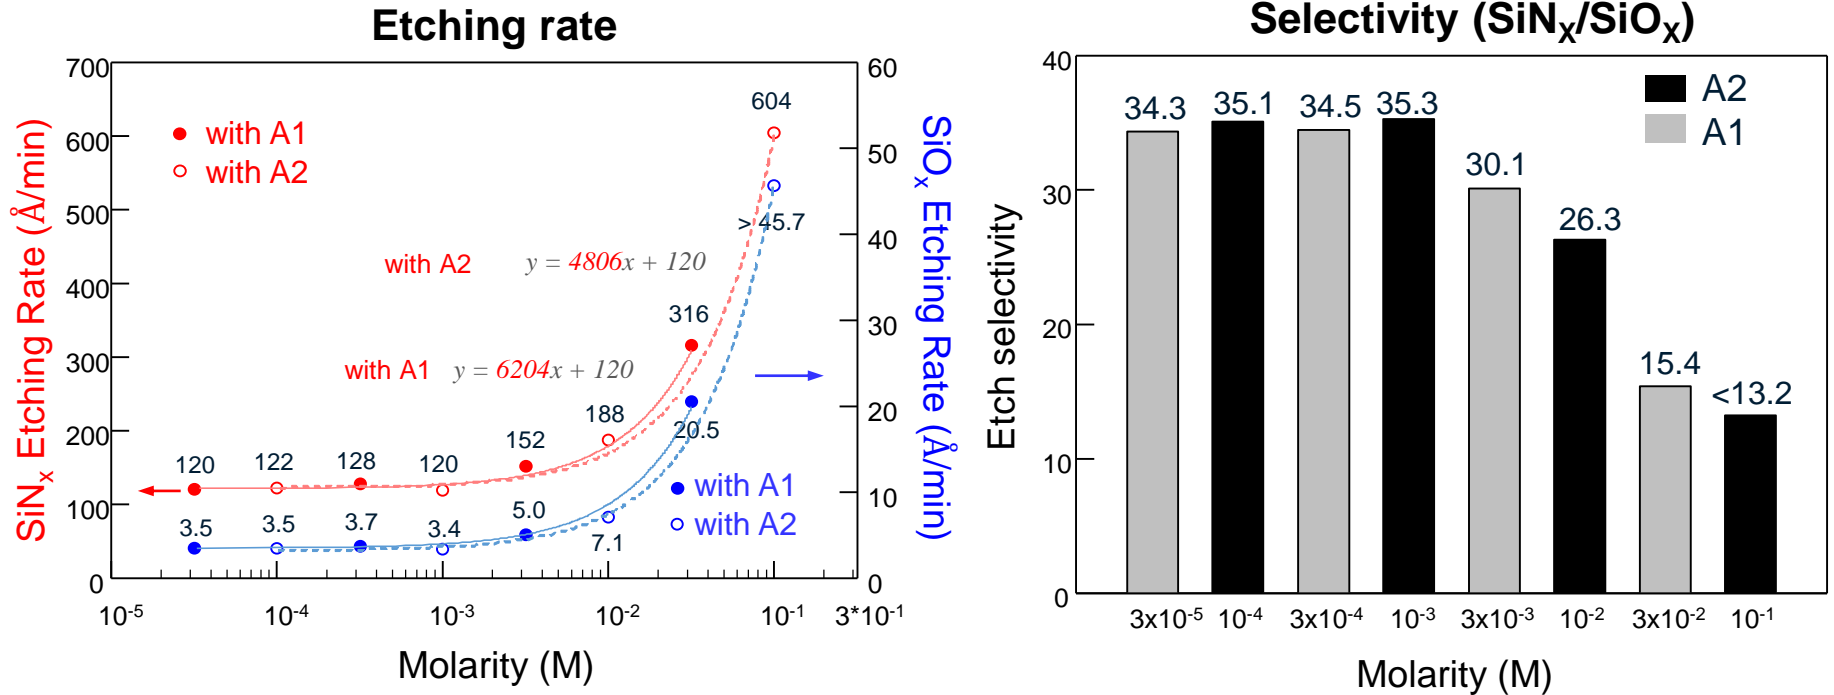 Etching rate
700
600
500
400
300
200
100
0
SiNx Etching Rate (Å/min)
with A1
with A2
604
> 45.7
with A2 y = 4806x + 120
316
with A1 y = 6204x + 120
188
20.5
152
120
122
128
120
with A1
with A2
3.5
3.5
3.7
3.4
5.0
7.1
60
50
40
30
20
10
0
SiOx Etching Rate (Å/min)
10-5
10-4
10-3
10-2
10-1
3*10-1
Molarity (M)
Selectivity (SiNX/SiOX)
40
30
20
10
0
Etch selectivity
A2
A1
34.3
35.1
34.5
35.3
30.1
26.3
15.4
<13.2
3x10-5
10-4
3x10-4
10-3
3x10-3
10-2
3x10-2
10-1
Molarity (M)